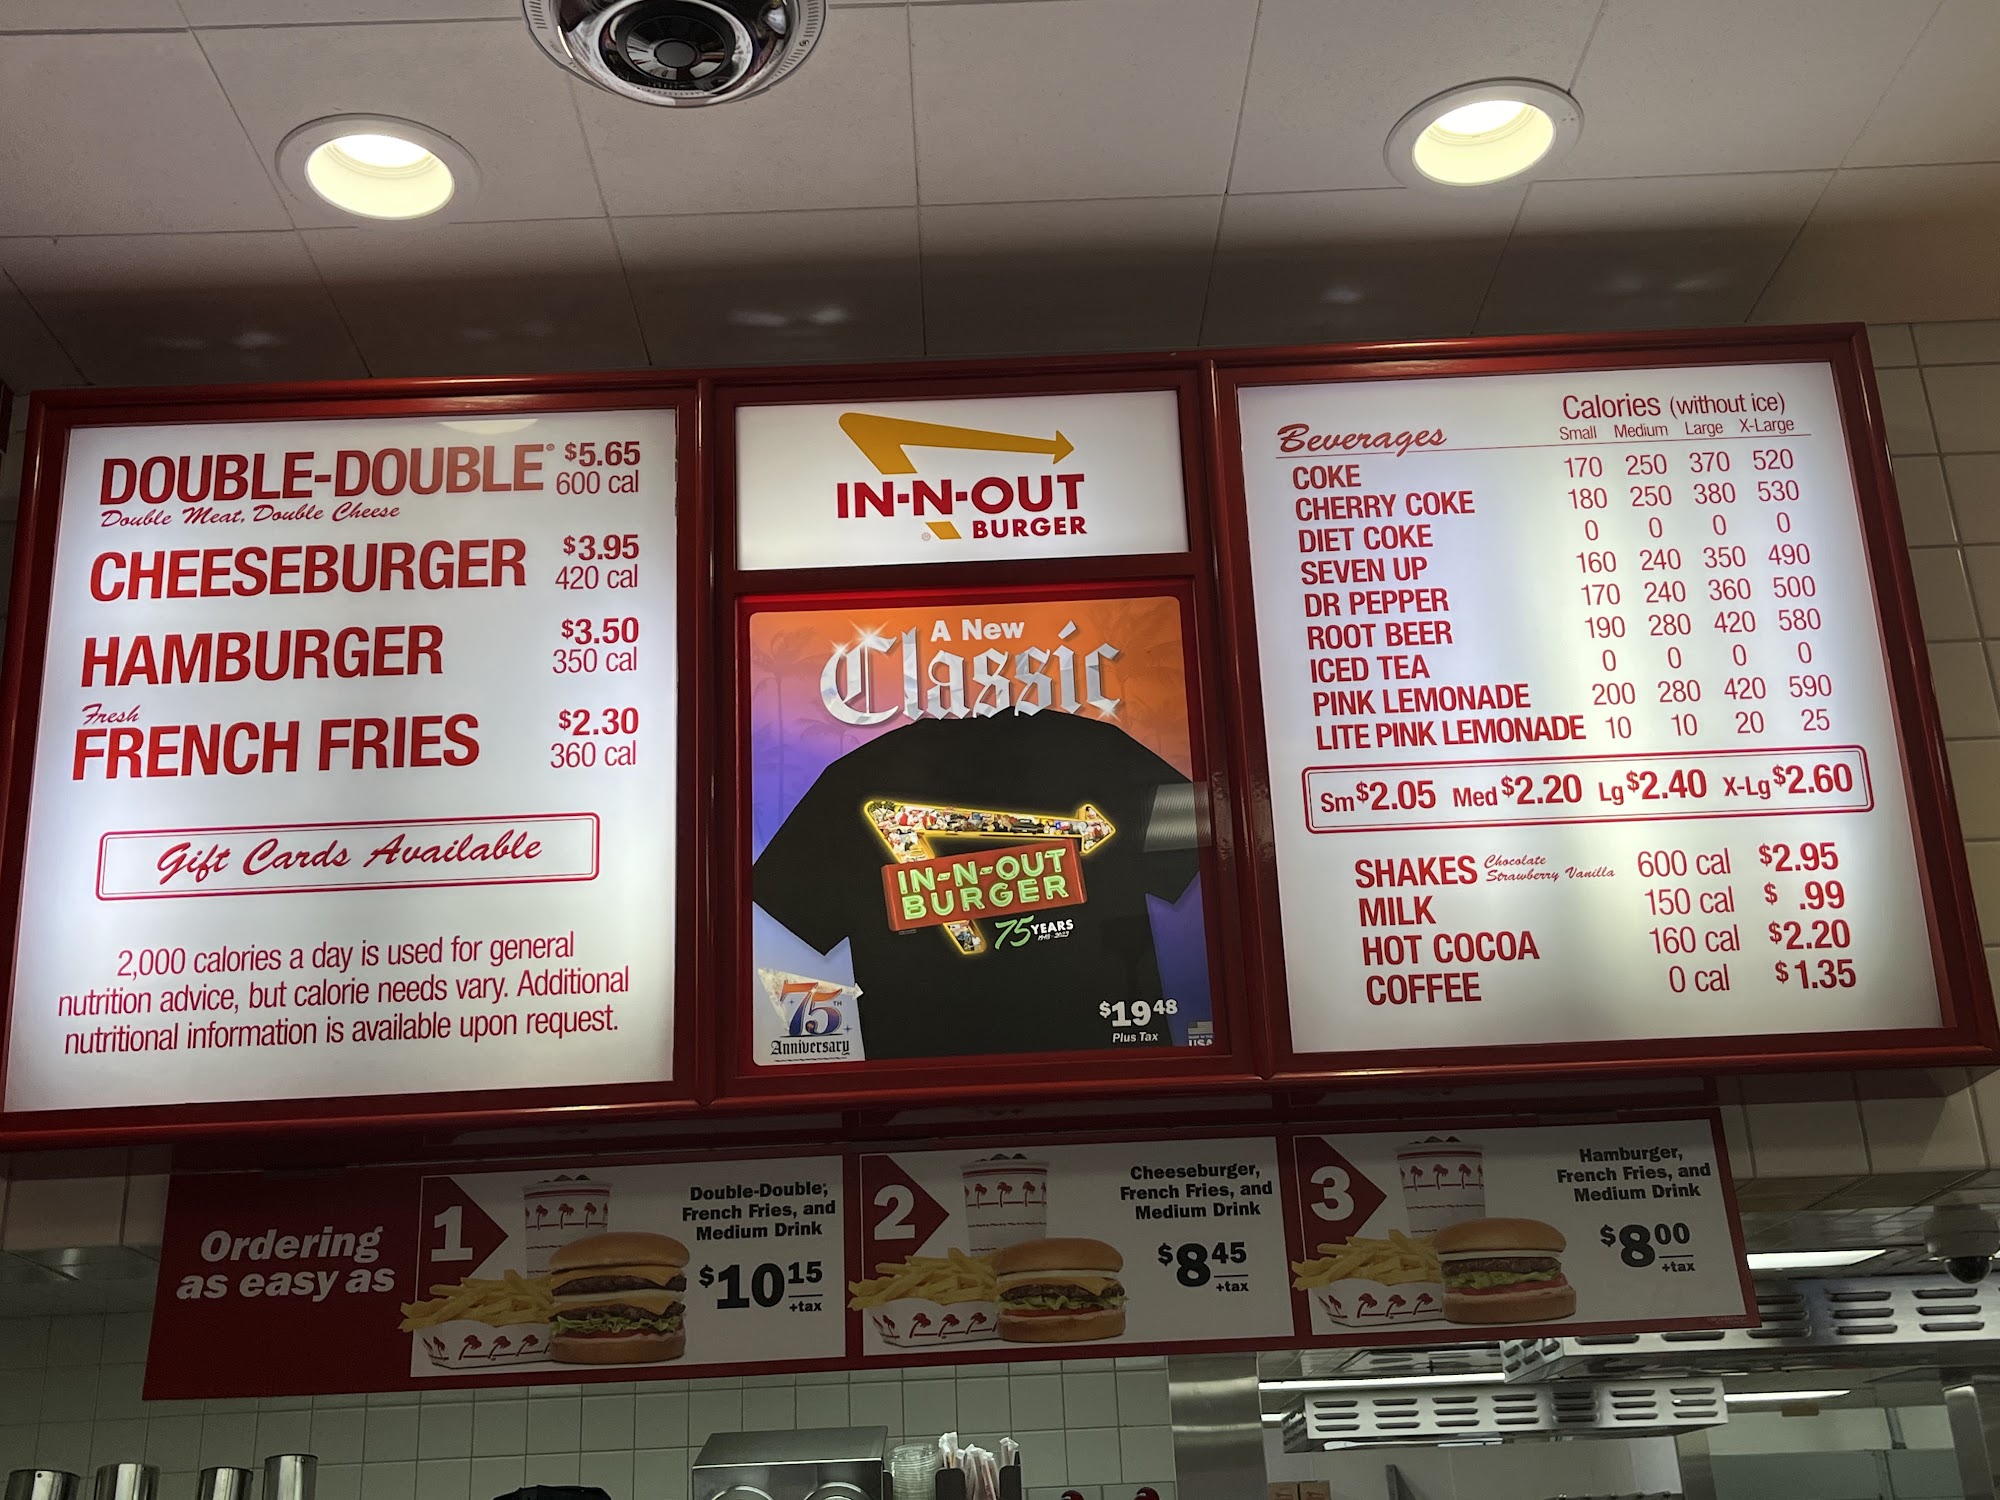 DOUBLE-DOUBLE® $5.65
600 cal
Double Meat, Double Cheese
CHEESEBURGER $3.95
420 cal
HAMBURGER $3.50
350 cal
Fresh
FRENCH FRIES $2.30
360 cal
Gift Cards Available
2,000 calories a day is used for general
nutrition advice, but calorie needs vary. Additional
nutritional information is available upon request.
IN-N-OUT
® BURGER
A New
Classic
IN-N-OUT
BURGER
75 YEARS
1948-2023
75TH
Anniversary
$19.48
Plus Tax
USA
Calories (without ice)
Beverages Small Medium Large X-Large
COKE 170 250 370 520
CHERRY COKE 180 250 380 530
DIET COKE 0 0 0 0
SEVEN UP 160 240 350 490
DR PEPPER 170 240 360 500
ROOT BEER 190 280 420 580
ICED TEA 0 0 0 0
PINK LEMONADE 200 280 420 590
LITE PINK LEMONADE 10 10 20 25
Sm $2.05 Med $2.20 Lg $2.40 X-Lg $2.60
SHAKES Chocolate Strawberry Vanilla 600 cal $2.95
MILK 150 cal $ .99
HOT COCOA 160 cal $2.20
COFFEE 0 cal $1.35
Ordering
as easy as
1
Double-Double,
French Fries, and
Medium Drink
$10 15
+tax
2
Cheeseburger,
French Fries, and
Medium Drink
$8 45
+tax
3
Hamburger,
French Fries, and
Medium Drink
$8 00
+tax